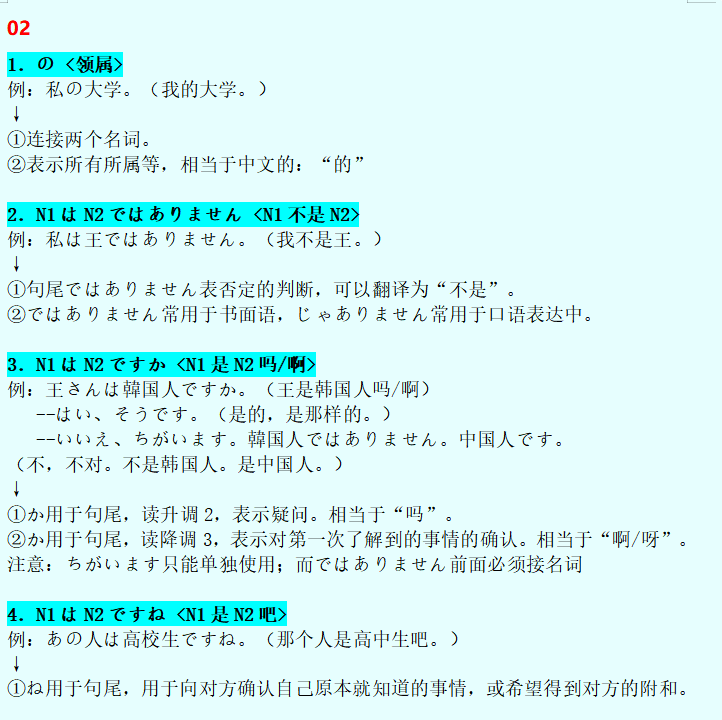 02
1．の <领属>
例：私の大学。（我的大学。）
↓
①连接两个名词。
②表示所有所属等，相当于中文的：“的”
2．N1 は N2 ではありません <N1 不是 N2>
例：私は王ではありません。（我不是王。）
↓
①句尾ではありません表否定的判断，可以翻译为“不是”。
②ではありません常用于书面语，じゃありません常用于口语表达中。
3．N1 は N2 ですか <N1 是 N2 吗/啊>
例：王さんは韓国人ですか。（王是韩国人吗/啊）
--はい、そうです。（是的，是那样的。）
--いいえ、ちがいます。韓国人ではありません。中国人です。
（不，不对。不是韩国人。是中国人。）
↓
①か用于句尾，读升调 2，表示疑问。相当于“吗”。
②か用于句尾，读降调 3，表示对第一次了解到的事情的确认。相当于“啊/呀”。
注意：ちがいます只能单独使用；而ではありません前面必须接名词
4．N1 は N2 ですね <N1 是 N2 吧>
例：あの人は高校生ですね。（那个人是高中生吧。）
↓
①ね用于句尾，用于向对方确认自己原本就知道的事情，或希望得到对方的附和。